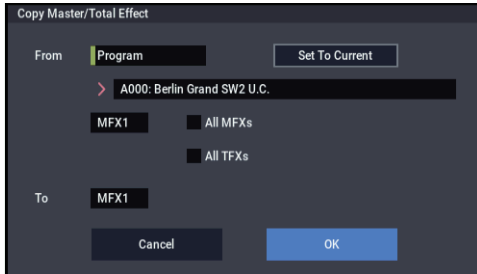 Copy Master/Total Effect
From Program Set To Current
A000: Berlin Grand SW2 U.C.
MFX1 All MFXs
All TFXs
To MFX1
Cancel OK